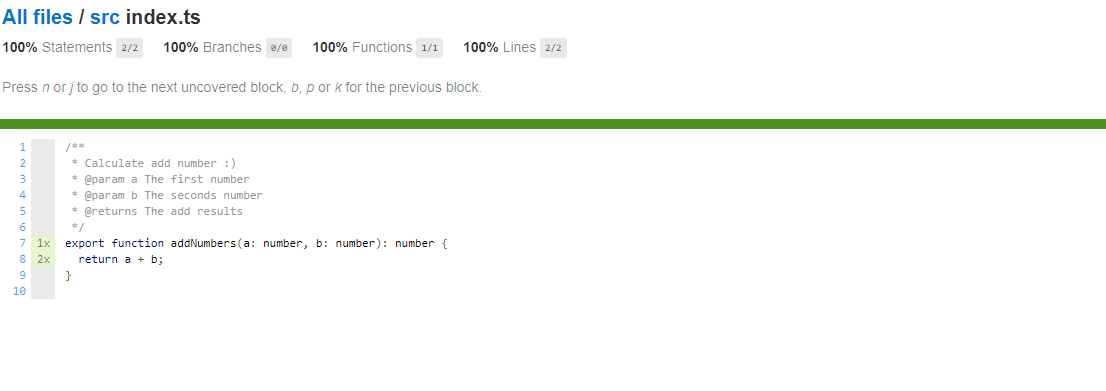 All files / src index.ts
100% Statements 2/2 100% Branches 0/0 100% Functions 1/1 100% Lines 2/2
Press n or j to go to the next uncovered block, b, p or k for the previous block.
1 /**
2 * Calculate add number :)
3 * @param a The first number
4 * @param b The seconds number
5 * @returns The add results
6 */
7 1x export function addNumbers(a: number, b: number): number {
8 2x return a + b;
9 }
10